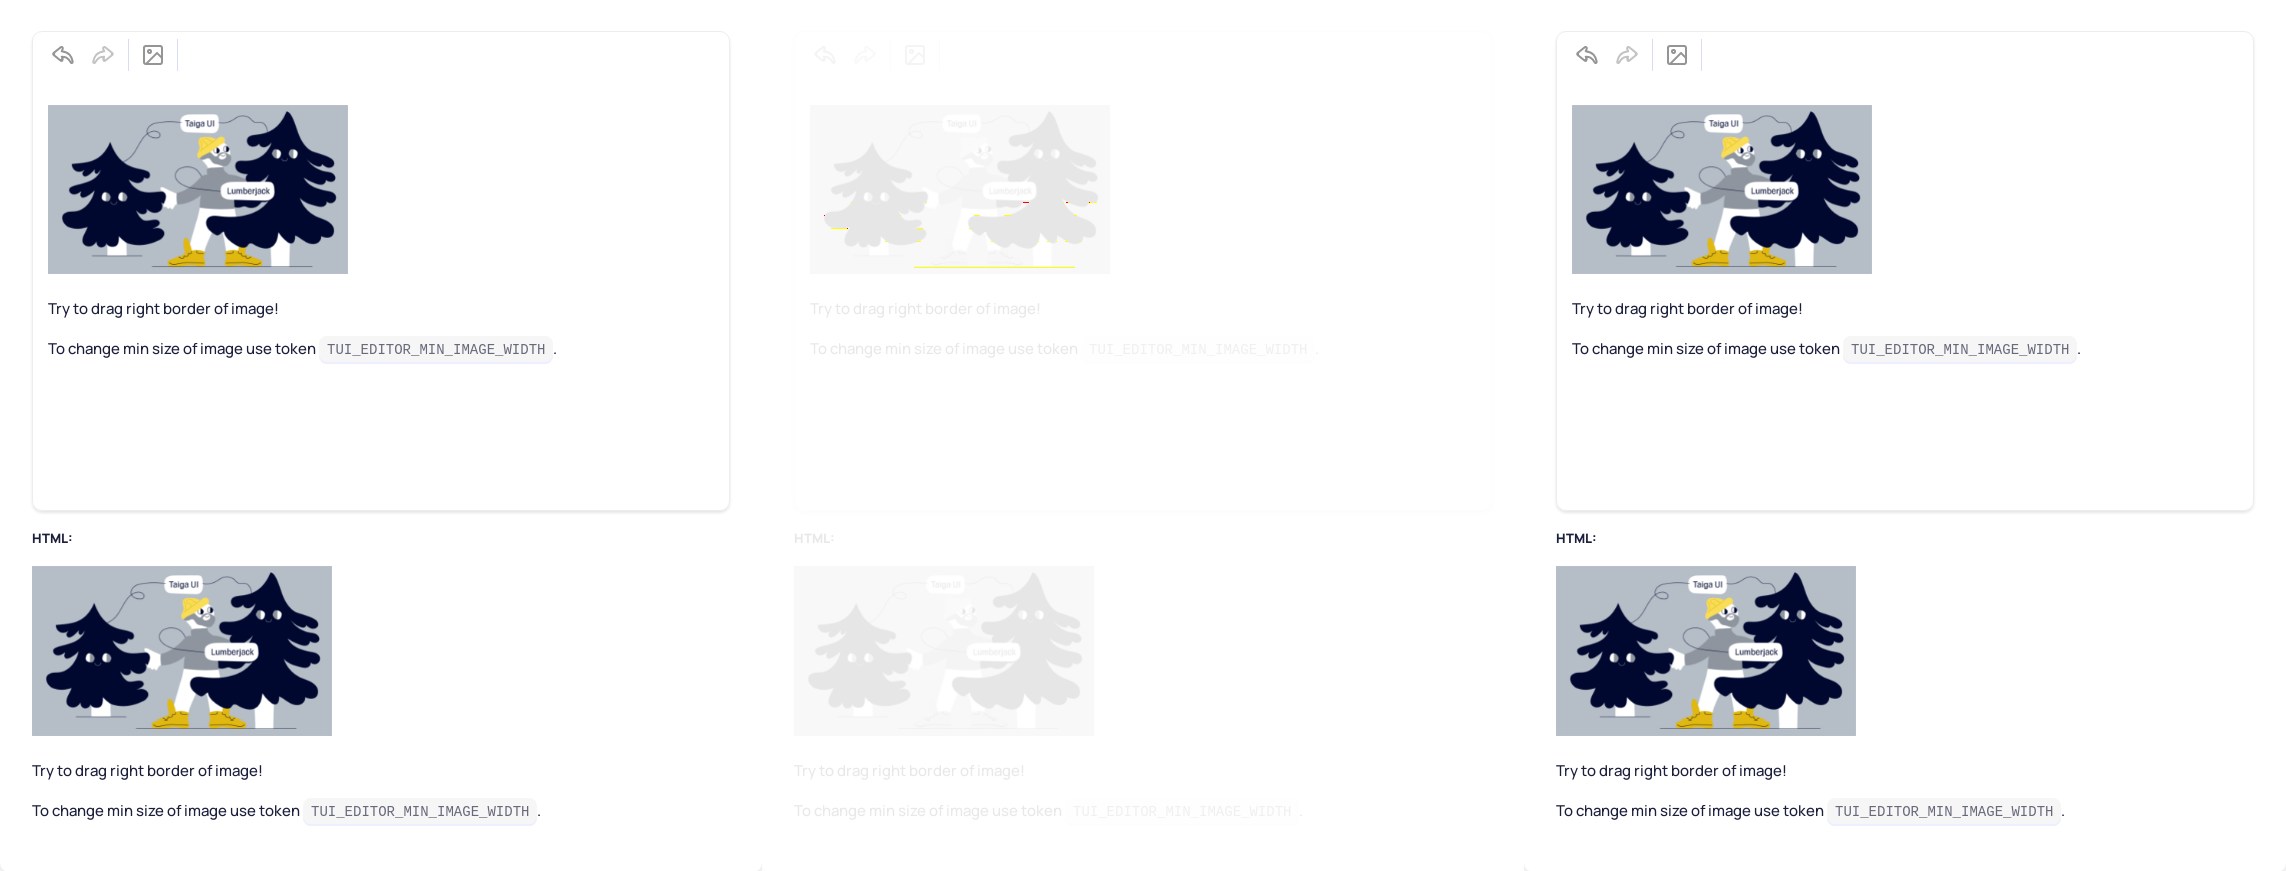 Taiga UI
Lumberjack
Try to drag right border of image!
To change min size of image use token TUI_EDITOR_MIN_IMAGE_WIDTH.
HTML:
Taiga UI
Lumberjack
Try to drag right border of image!
To change min size of image use token TUI_EDITOR_MIN_IMAGE_WIDTH.
Taiga UI
Lumberjack
Try to drag right border of image!
To change min size of image use token TUI_EDITOR_MIN_IMAGE_WIDTH.
HTML:
Taiga UI
Lumberjack
Try to drag right border of image!
To change min size of image use token TUI_EDITOR_MIN_IMAGE_WIDTH.
Taiga UI
Lumberjack
Try to drag right border of image!
To change min size of image use token TUI_EDITOR_MIN_IMAGE_WIDTH.
HTML:
Taiga UI
Lumberjack
Try to drag right border of image!
To change min size of image use token TUI_EDITOR_MIN_IMAGE_WIDTH.